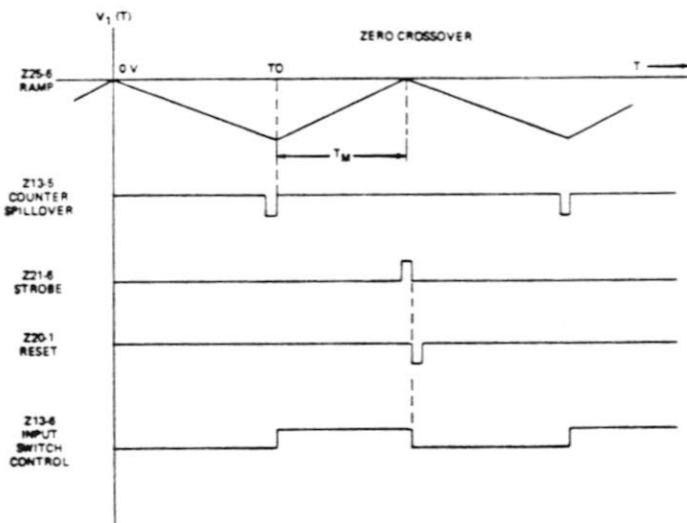 V1 (T)
ZERO CROSSOVER
Z25-6
RAMP
0 V
TO
T
TM
Z13-5
COUNTER
SPILLOVER
Z21-6
STROBE
Z20-1
RESET
Z13-6
INPUT
SWITCH
CONTROL